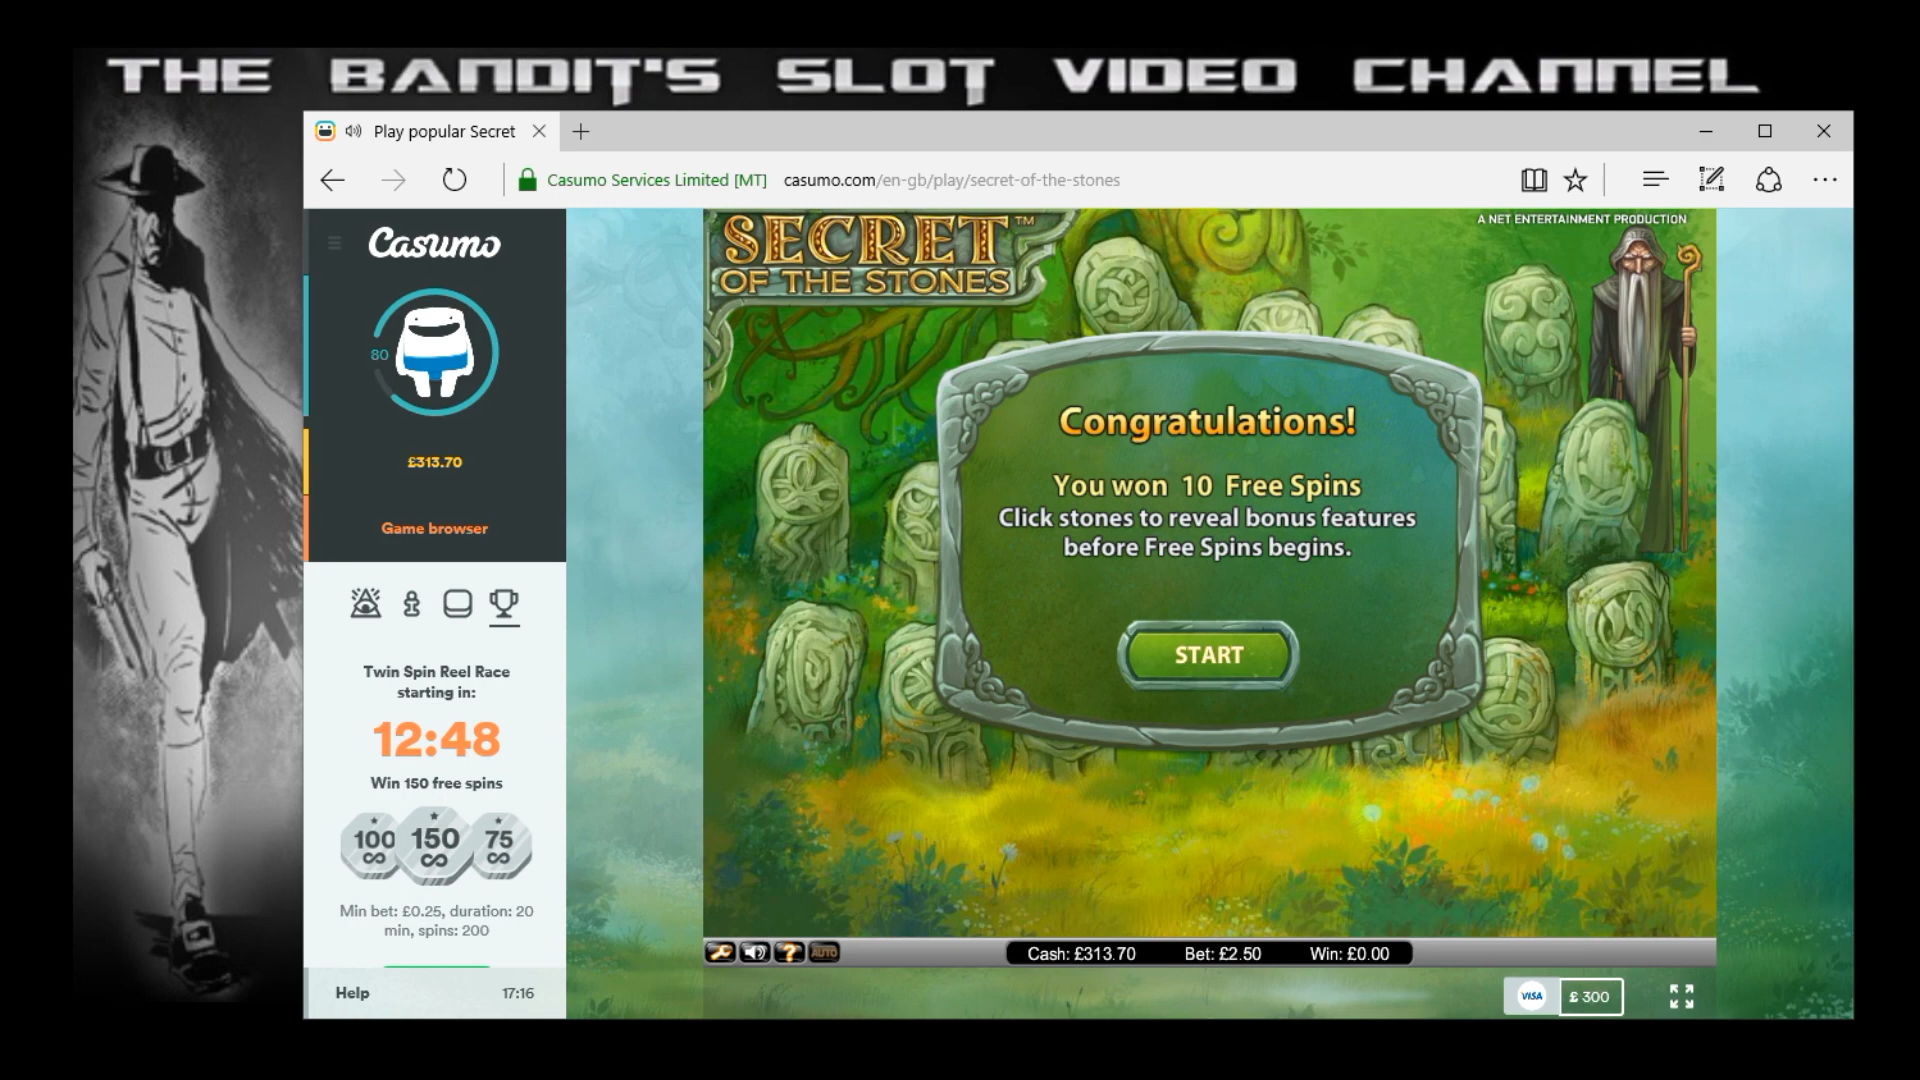 THE BANDIT'S SLOT VIDEO CHANNEL
Play popular Secret
Casumo Services Limited [MT] casumo.com/en-gb/play/secret-of-the-stones
Casumo
80
£313.70
Game browser
Twin Spin Reel Race
starting in:
12:48
Win 150 free spins
100 150 75
Min bet: £0.25, duration: 20
min, spins: 200
Help 17:16
SECRET™
OF THE STONES
A NET ENTERTAINMENT PRODUCTION
Congratulations!
You won 10 Free Spins
Click stones to reveal bonus features
before Free Spins begins.
START
AUTO
Cash: £313.70 Bet: £2.50 Win: £0.00
VISA £ 300